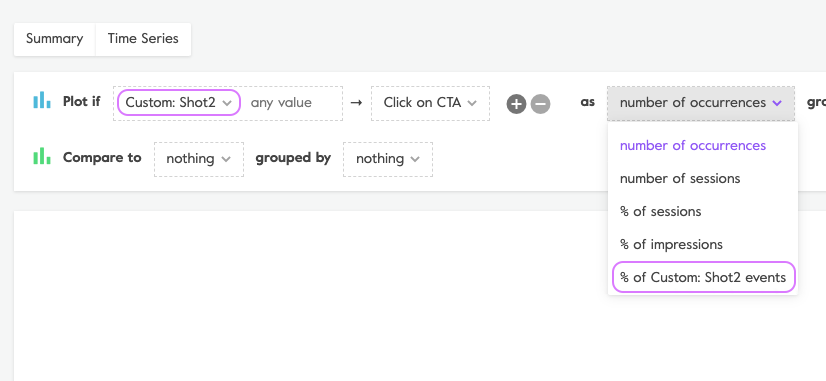 Summary Time Series
Plot if Custom: Shot2 any value → Click on CTA + − as number of occurrences gro
Compare to nothing grouped by nothing
number of occurrences
number of sessions
% of sessions
% of impressions
% of Custom: Shot2 events